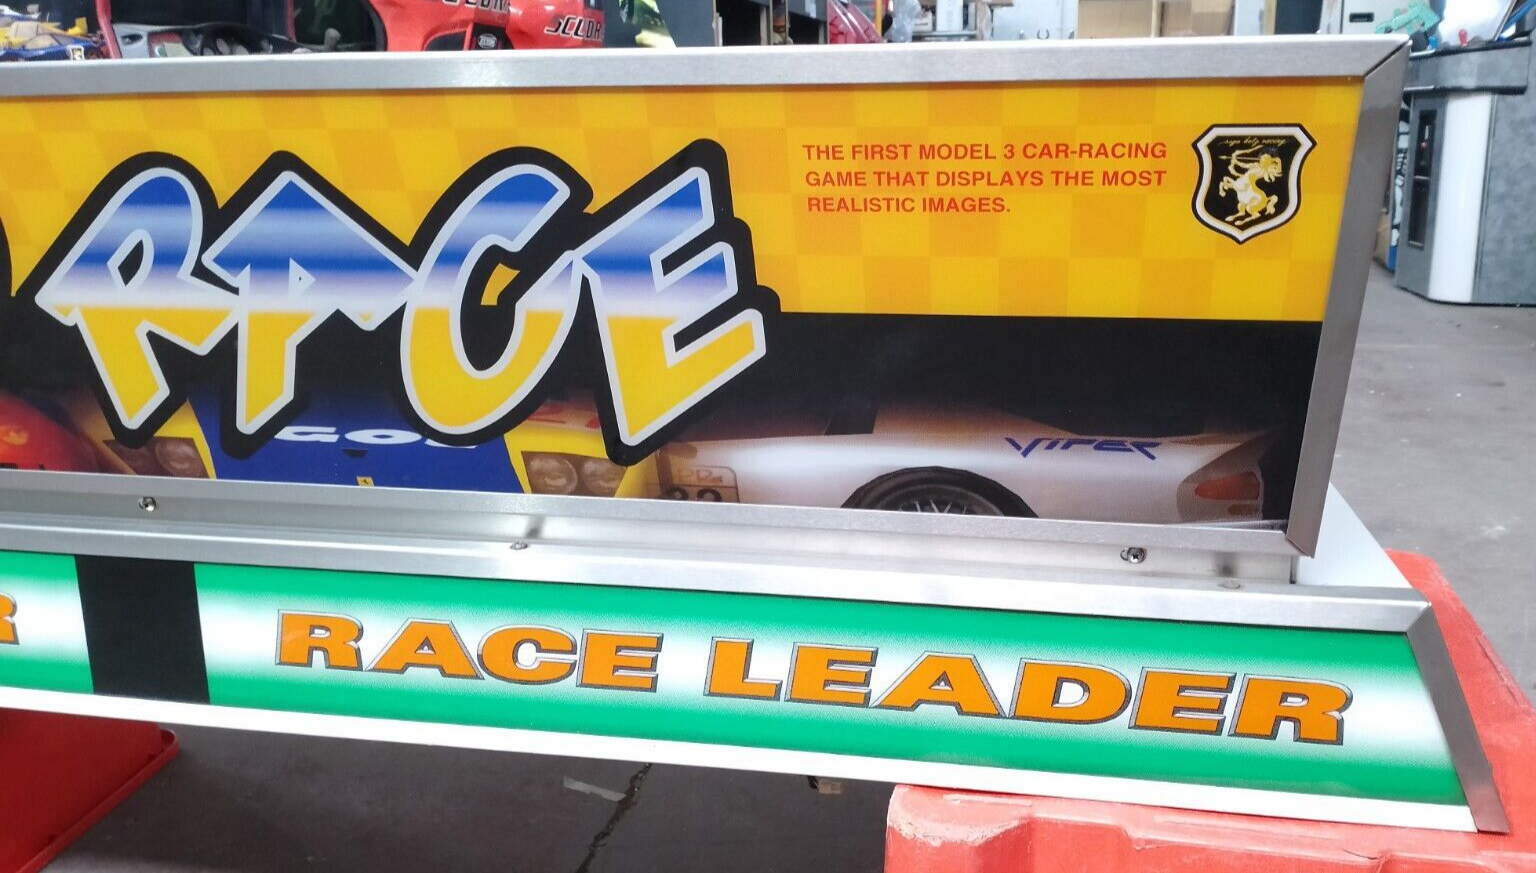 RACE
THE FIRST MODEL 3 CAR-RACING
GAME THAT DISPLAYS THE MOST
REALISTIC IMAGES.
VIPER
R
RACE LEADER